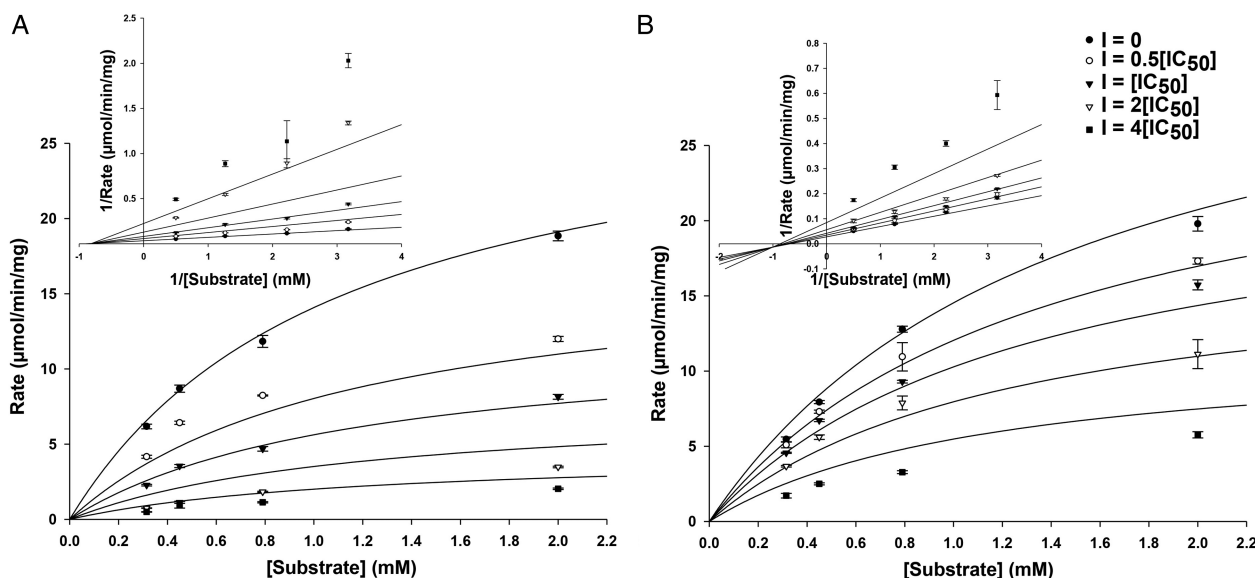 A
2.5
2.0
1.5
1.0
0.5
-1 0 1 2 3 4
1/Rate (µmol/min/mg)
1/[Substrate] (mM)
25
20
15
10
5
0
0.0 0.2 0.4 0.6 0.8 1.0 1.2 1.4 1.6 1.8 2.0 2.2
Rate (µmol/min/mg)
[Substrate] (mM)
B
0.8
0.7
0.6
0.5
0.4
0.3
0.2
0.1
0.0
-0.1
-2 -1 0 1 2 3 4
1/Rate (µmol/min/mg)
1/[Substrate] (mM)
I = 0
I = 0.5[IC50]
I = [IC50]
I = 2[IC50]
I = 4[IC50]
25
20
15
10
5
0
0.0 0.2 0.4 0.6 0.8 1.0 1.2 1.4 1.6 1.8 2.0 2.2
Rate (µmol/min/mg)
[Substrate] (mM)